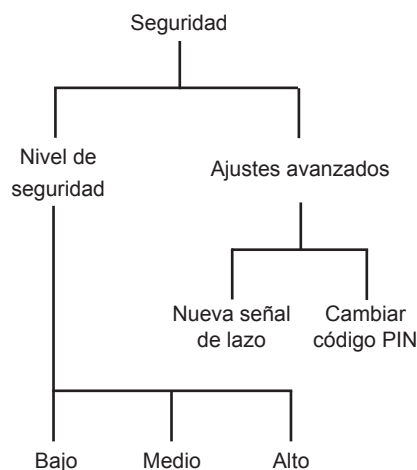 Seguridad
Nivel de
seguridad
Ajustes avanzados
Nueva señal
de lazo
Cambiar
código PIN
Bajo
Medio
Alto